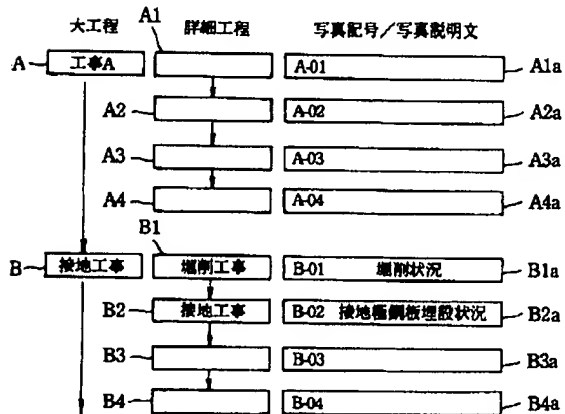 大工程 詳細工程 写真記号/写真説明文
A1
A 工事A A-01 A1a
A2 A-02 A2a
A3 A-03 A3a
A4 A-04 A4a
B1
B 接地工事 堀削工事 B-01 堀削状況 B1a
B2 接地工事 B-02 接地極銅板埋設状況 B2a
B3 B-03 B3a
B4 B-04 B4a